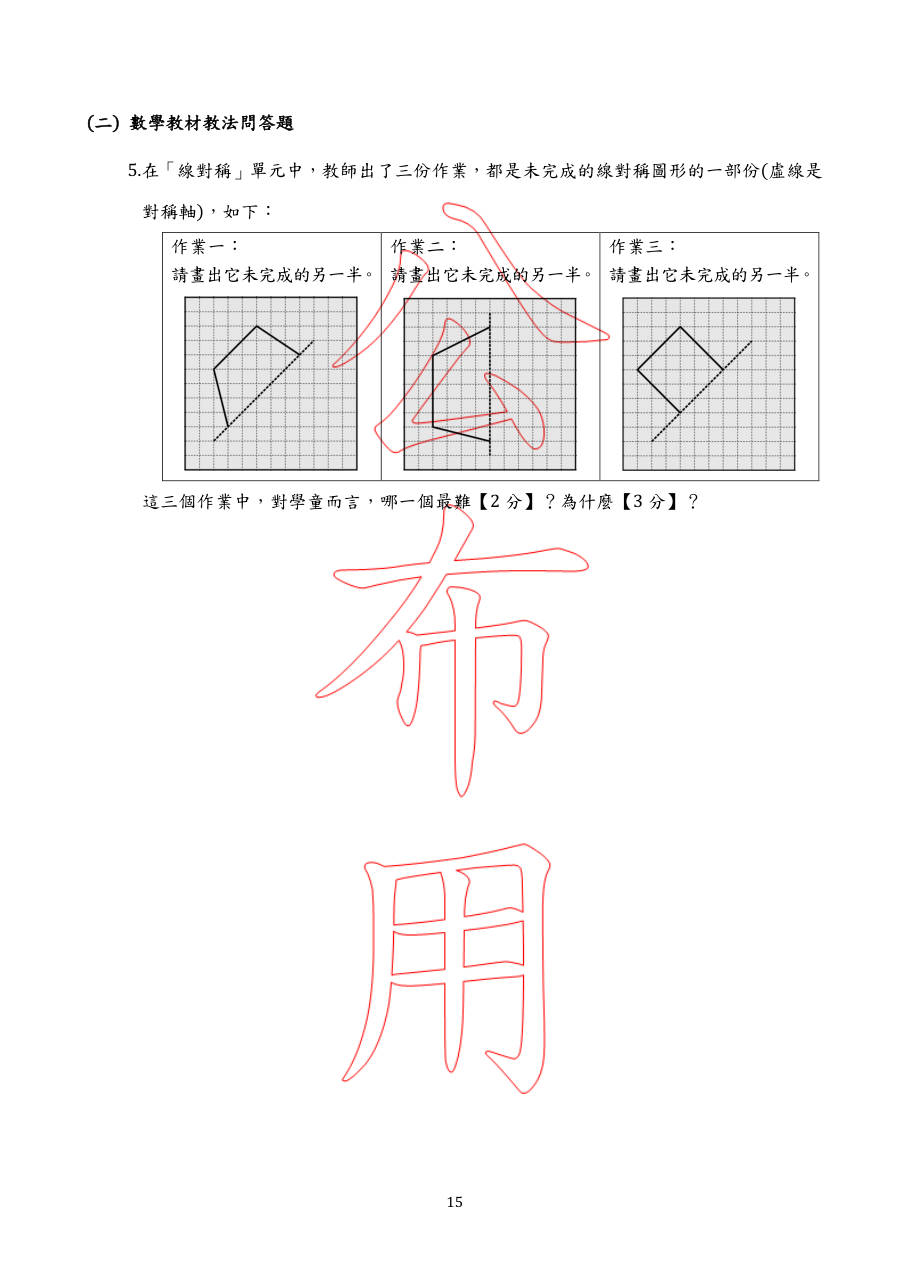 (二) 數學教材教法問答題
5.在「線對稱」單元中，教師出了三份作業，都是未完成的線對稱圖形的一部份(虛線是
對稱軸)，如下：
作業一：
請畫出它未完成的另一半。
作業二：
請畫出它未完成的另一半。
作業三：
請畫出它未完成的另一半。
這三個作業中，對學童而言，哪一個最難【2 分】？為什麼【3 分】？
公
布
用
15